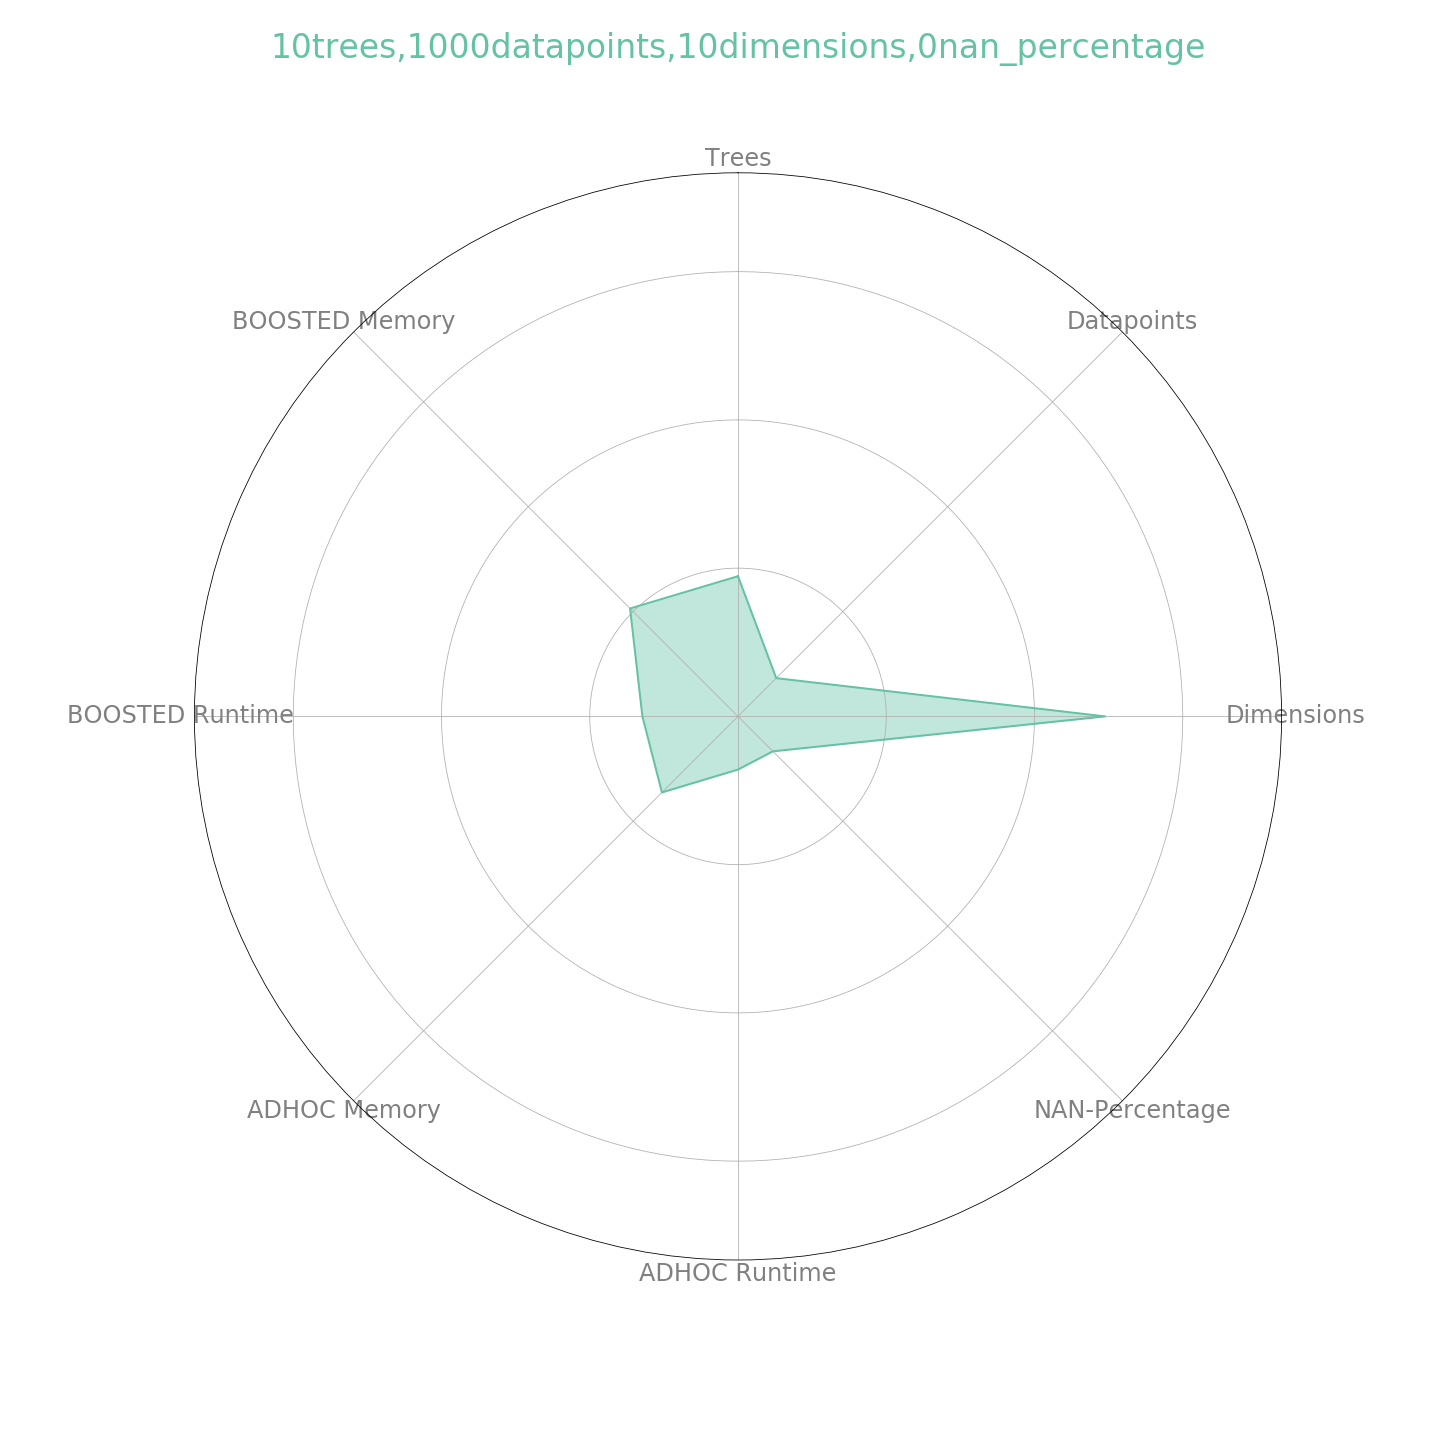 10trees,1000datapoints,10dimensions,0nan_percentage
Trees
BOOSTED Memory
Datapoints
BOOSTED Runtime
Dimensions
ADHOC Memory
NAN-Percentage
ADHOC Runtime